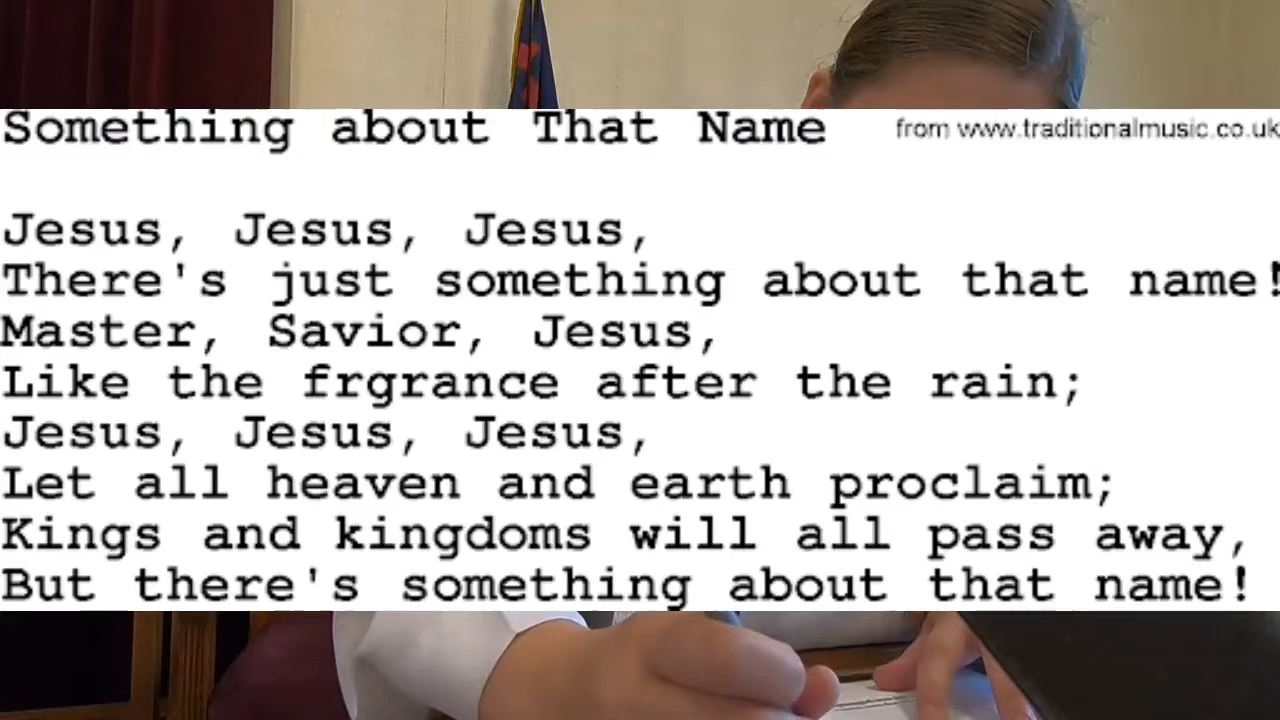 Something about That Name from www.traditionalmusic.co.uk
Jesus, Jesus, Jesus,
There's just something about that name!
Master, Savior, Jesus,
Like the frgrance after the rain;
Jesus, Jesus, Jesus,
Let all heaven and earth proclaim;
Kings and kingdoms will all pass away,
But there's something about that name!